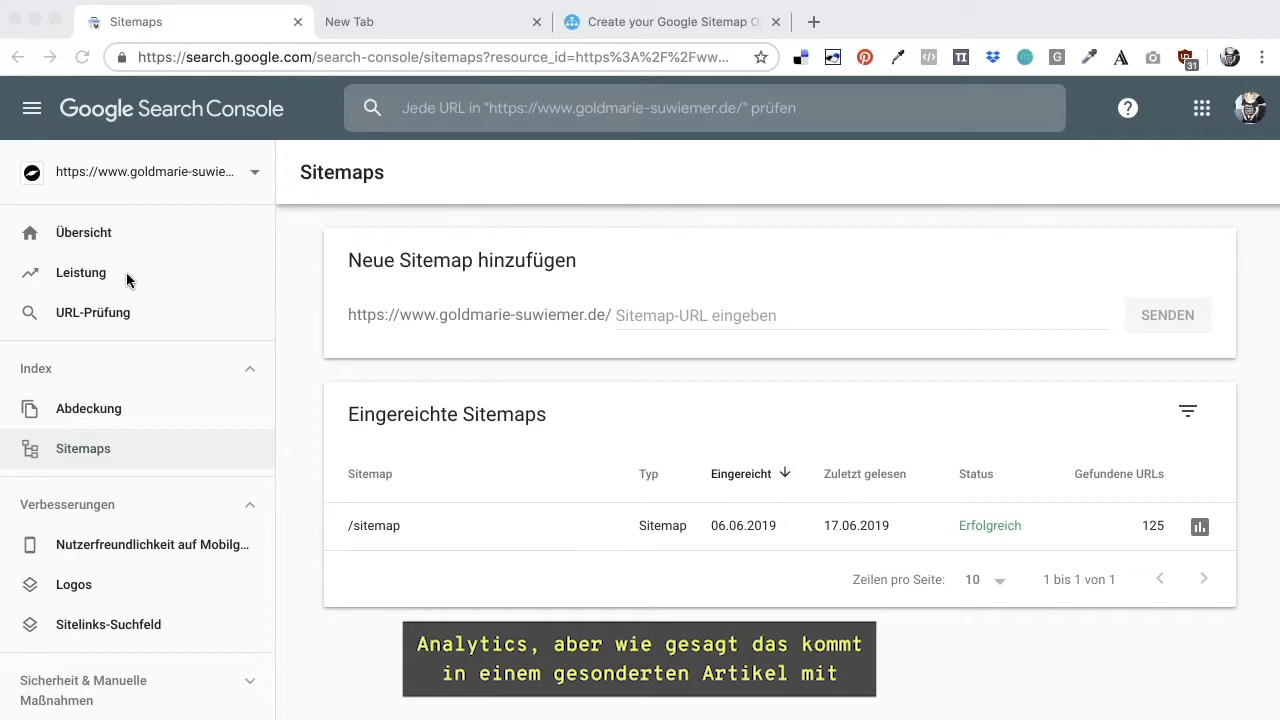 Sitemaps
New Tab
Create your Google Sitemap O
https://search.google.com/search-console/sitemaps?resource_id=https%3A%2F%2Fww...
TI
G
A
31
Google Search Console
Jede URL in "https://www.goldmarie-suwiemer.de/" prüfen
?
https://www.goldmarie-suwie...
Sitemaps
Übersicht
Leistung
URL-Prüfung
Index
Abdeckung
Sitemaps
Verbesserungen
Nutzerfreundlichkeit auf Mobilg...
Logos
Sitelinks-Suchfeld
Sicherheit & Manuelle
Maßnahmen
Neue Sitemap hinzufügen
https://www.goldmarie-suwiemer.de/ Sitemap-URL eingeben
SENDEN
Eingereichte Sitemaps
Sitemap Typ Eingereicht Zuletzt gelesen Status Gefundene URLs
/sitemap Sitemap 06.06.2019 17.06.2019 Erfolgreich 125
Zeilen pro Seite: 10 1 bis 1 von 1
Analytics, aber wie gesagt das kommt
in einem gesonderten Artikel mit